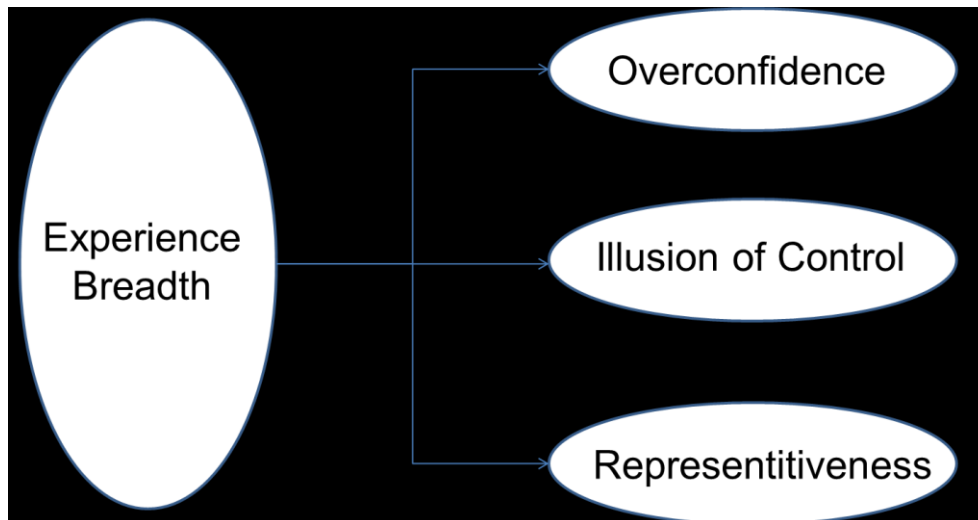 Experience
Breadth
Overconfidence
Illusion of Control
Representitiveness